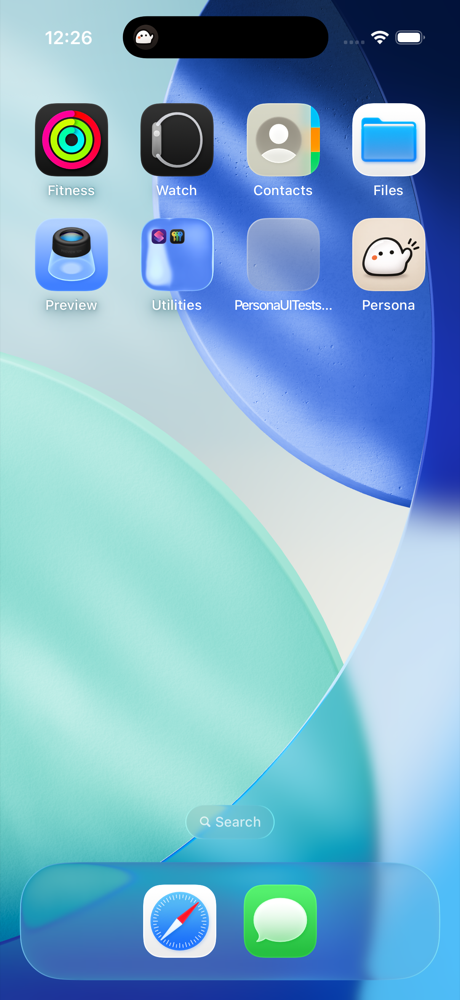 12:26
Fitness
Watch
Contacts
Files
Preview
Utilities
PersonaUITests...
Persona
Search